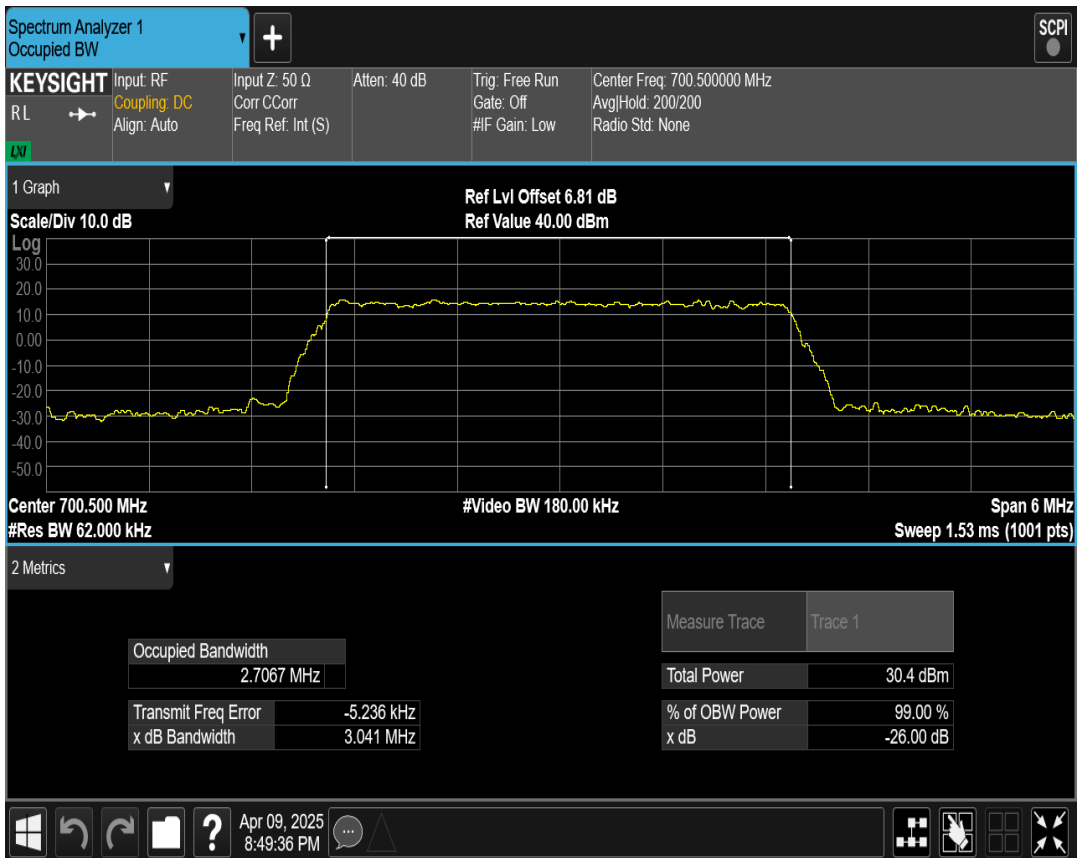 Spectrum Analyzer 1
Occupied BW
+
SCPI
KEYSIGHT
RL
LXI
Input: RF
Coupling: DC
Align: Auto
Input Z: 50 Ω
Corr CCorr
Freq Ref: Int (S)
Atten: 40 dB
Trig: Free Run
Gate: Off
#IF Gain: Low
Center Freq: 700.500000 MHz
Avg|Hold: 200/200
Radio Std: None
1 Graph
Scale/Div 10.0 dB
Ref Lvl Offset 6.81 dB
Ref Value 40.00 dBm
Log
30.0
20.0
10.0
0.00
-10.0
-20.0
-30.0
-40.0
-50.0
Center 700.500 MHz
#Video BW 180.00 kHz
Span 6 MHz
#Res BW 62.000 kHz
Sweep 1.53 ms (1001 pts)
2 Metrics
Measure Trace Trace 1
Occupied Bandwidth
2.7067 MHz
Total Power 30.4 dBm
Transmit Freq Error -5.236 kHz
% of OBW Power 99.00 %
x dB Bandwidth 3.041 MHz
x dB -26.00 dB
?
Apr 09, 2025
8:49:36 PM